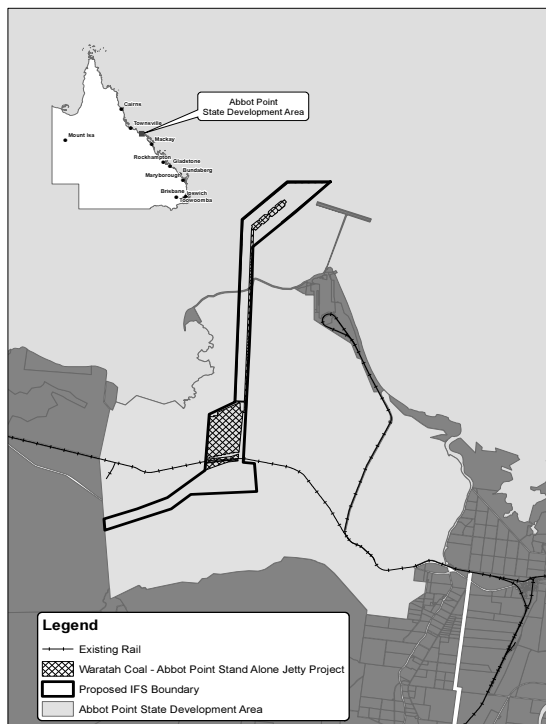 Cairns
Townsville
Abbot Point
State Development Area
Mount Isa
Mackay
Rockhampton
Gladstone
Bundaberg
Maryborough
Brisbane
Ipswich
Toowoomba
Legend
Existing Rail
Waratah Coal - Abbot Point Stand Alone Jetty Project
Proposed IFS Boundary
Abbot Point State Development Area